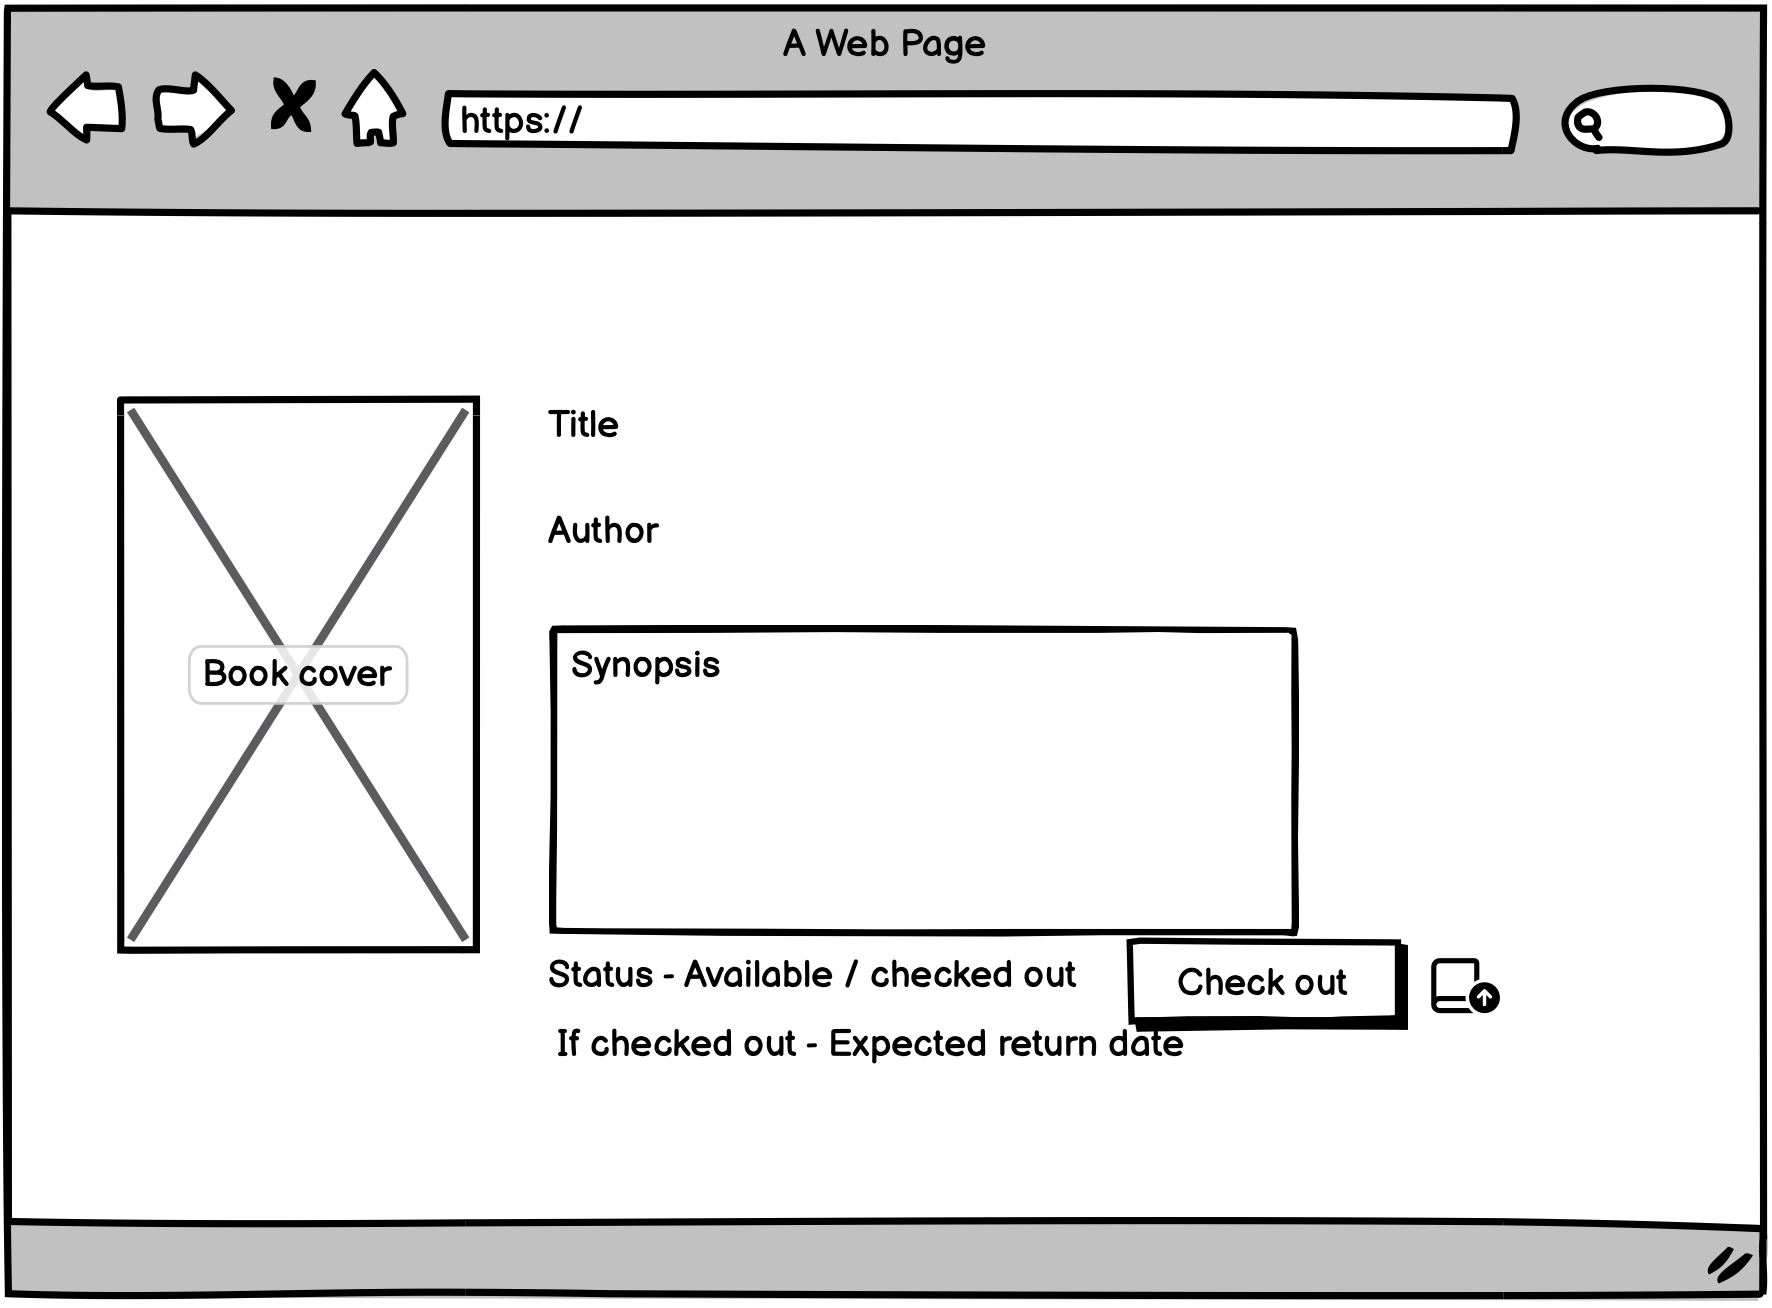 A Web Page
https://
Title
Author
Book cover
Synopsis
Status - Available / checked out
Check out
If checked out - Expected return date